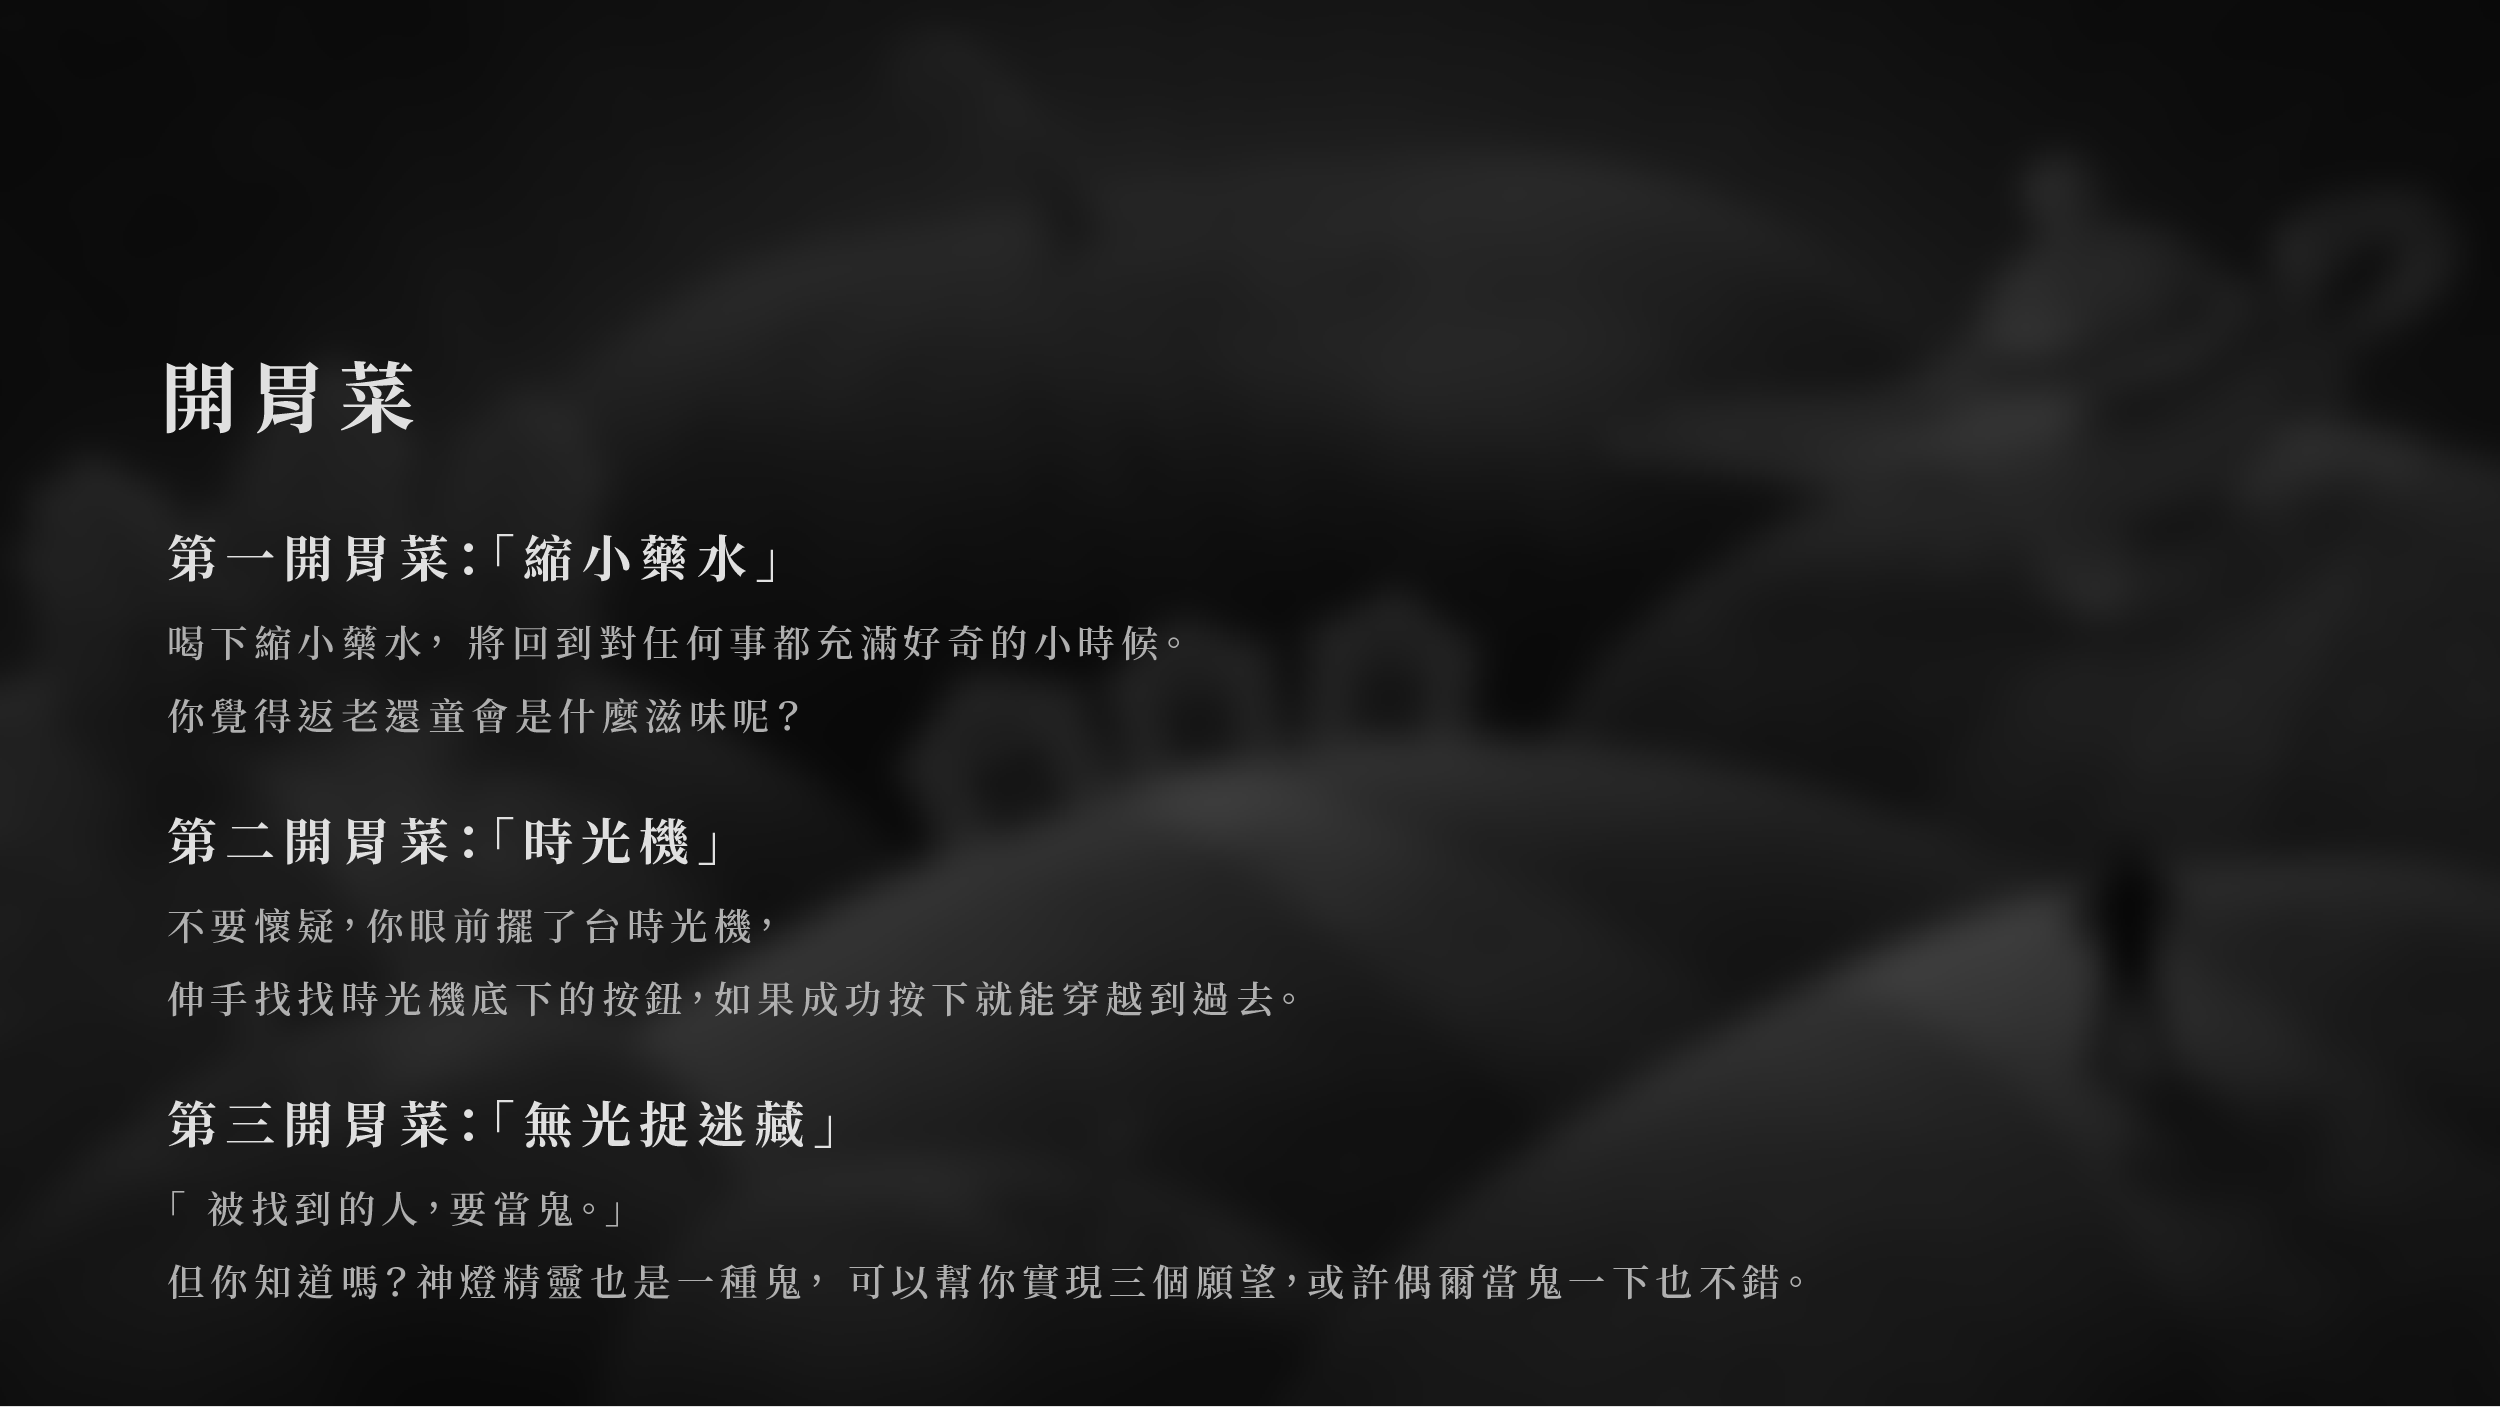 開胃菜
第一開胃菜：「縮小藥水」
喝下縮小藥水，將回到對任何事都充滿好奇的小時候。
你覺得返老還童會是什麼滋味呢？
第二開胃菜：「時光機」
不要懷疑，你眼前擺了台時光機，
伸手找找時光機底下的按鈕，如果成功按下就能穿越到過去。
第三開胃菜：「無光捉迷藏」
「被找到的人，要當鬼。」
但你知道嗎？神燈精靈也是一種鬼，可以幫你實現三個願望，或許偶爾當鬼一下也不錯。